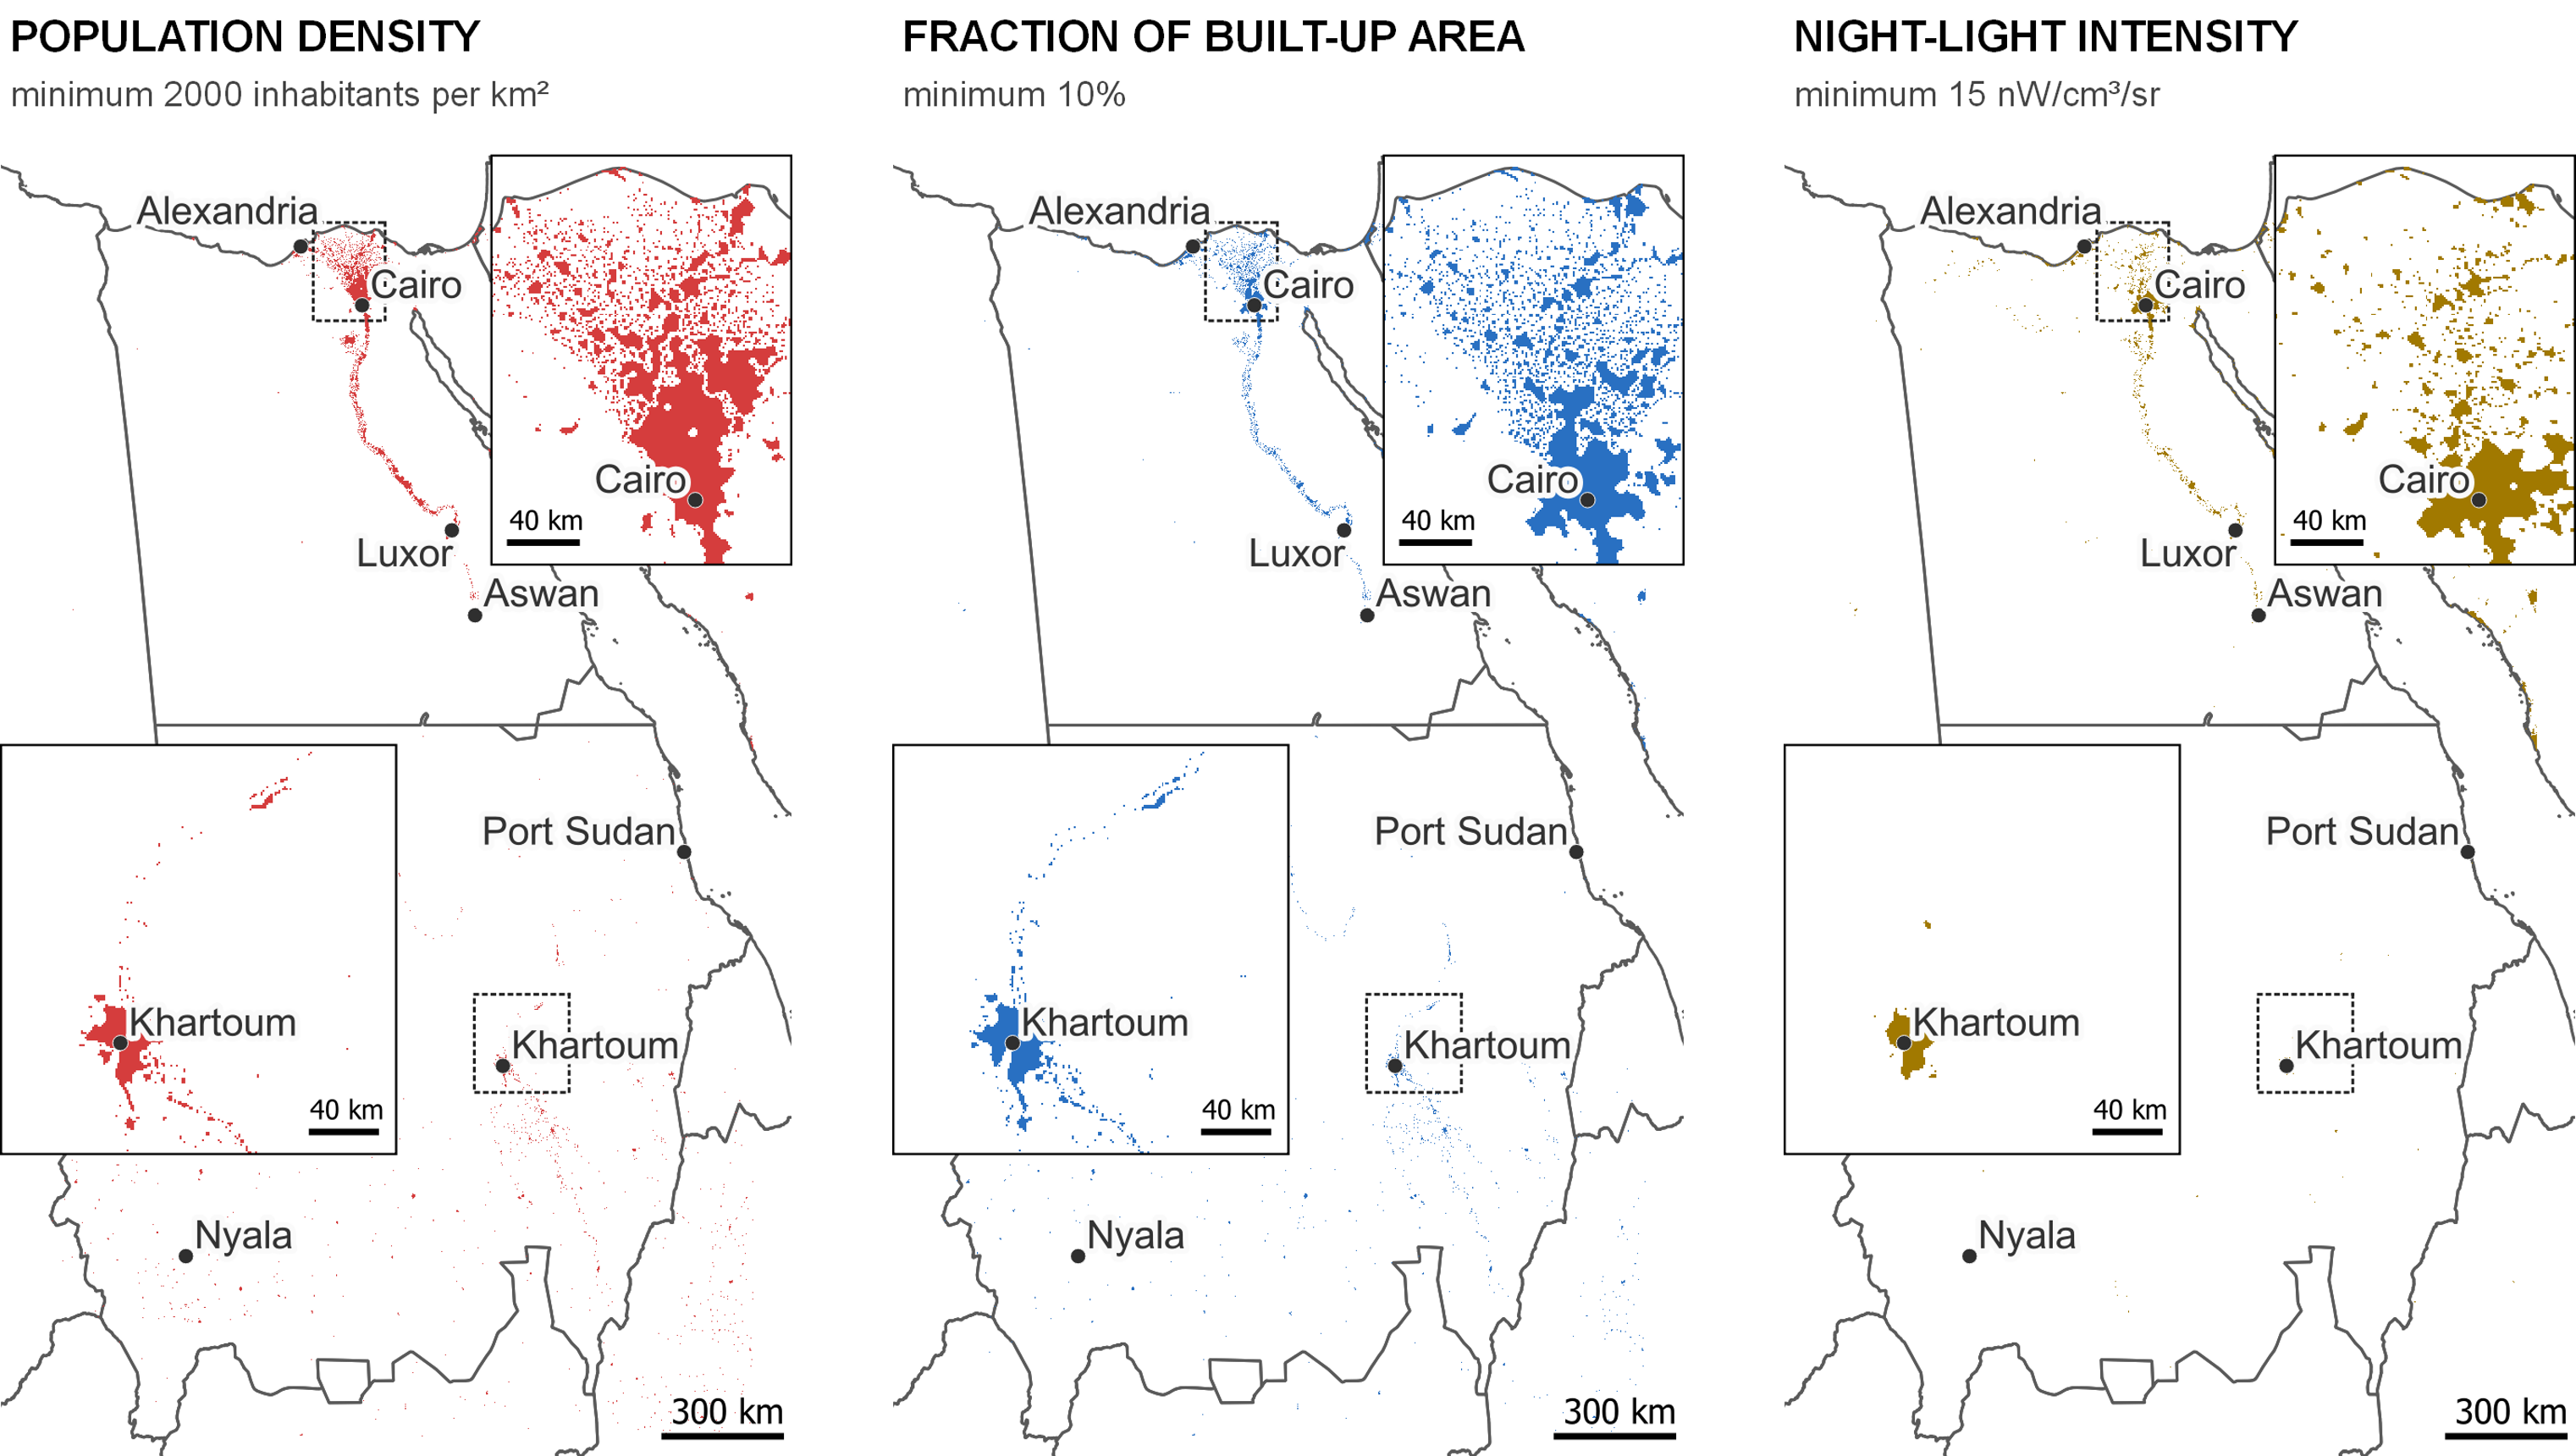 POPULATION DENSITY
minimum 2000 inhabitants per km²
Alexandria
Cairo
Cairo
40 km
Luxor
Aswan
Port Sudan
Khartoum
40 km
Khartoum
Nyala
300 km
FRACTION OF BUILT-UP AREA
minimum 10%
Alexandria
Cairo
Cairo
40 km
Luxor
Aswan
Port Sudan
Khartoum
40 km
Khartoum
Nyala
300 km
NIGHT-LIGHT INTENSITY
minimum 15 nW/cm³/sr
Alexandria
Cairo
Cairo
40 km
Luxor
Aswan
Port Sudan
Khartoum
40 km
Khartoum
Nyala
300 km